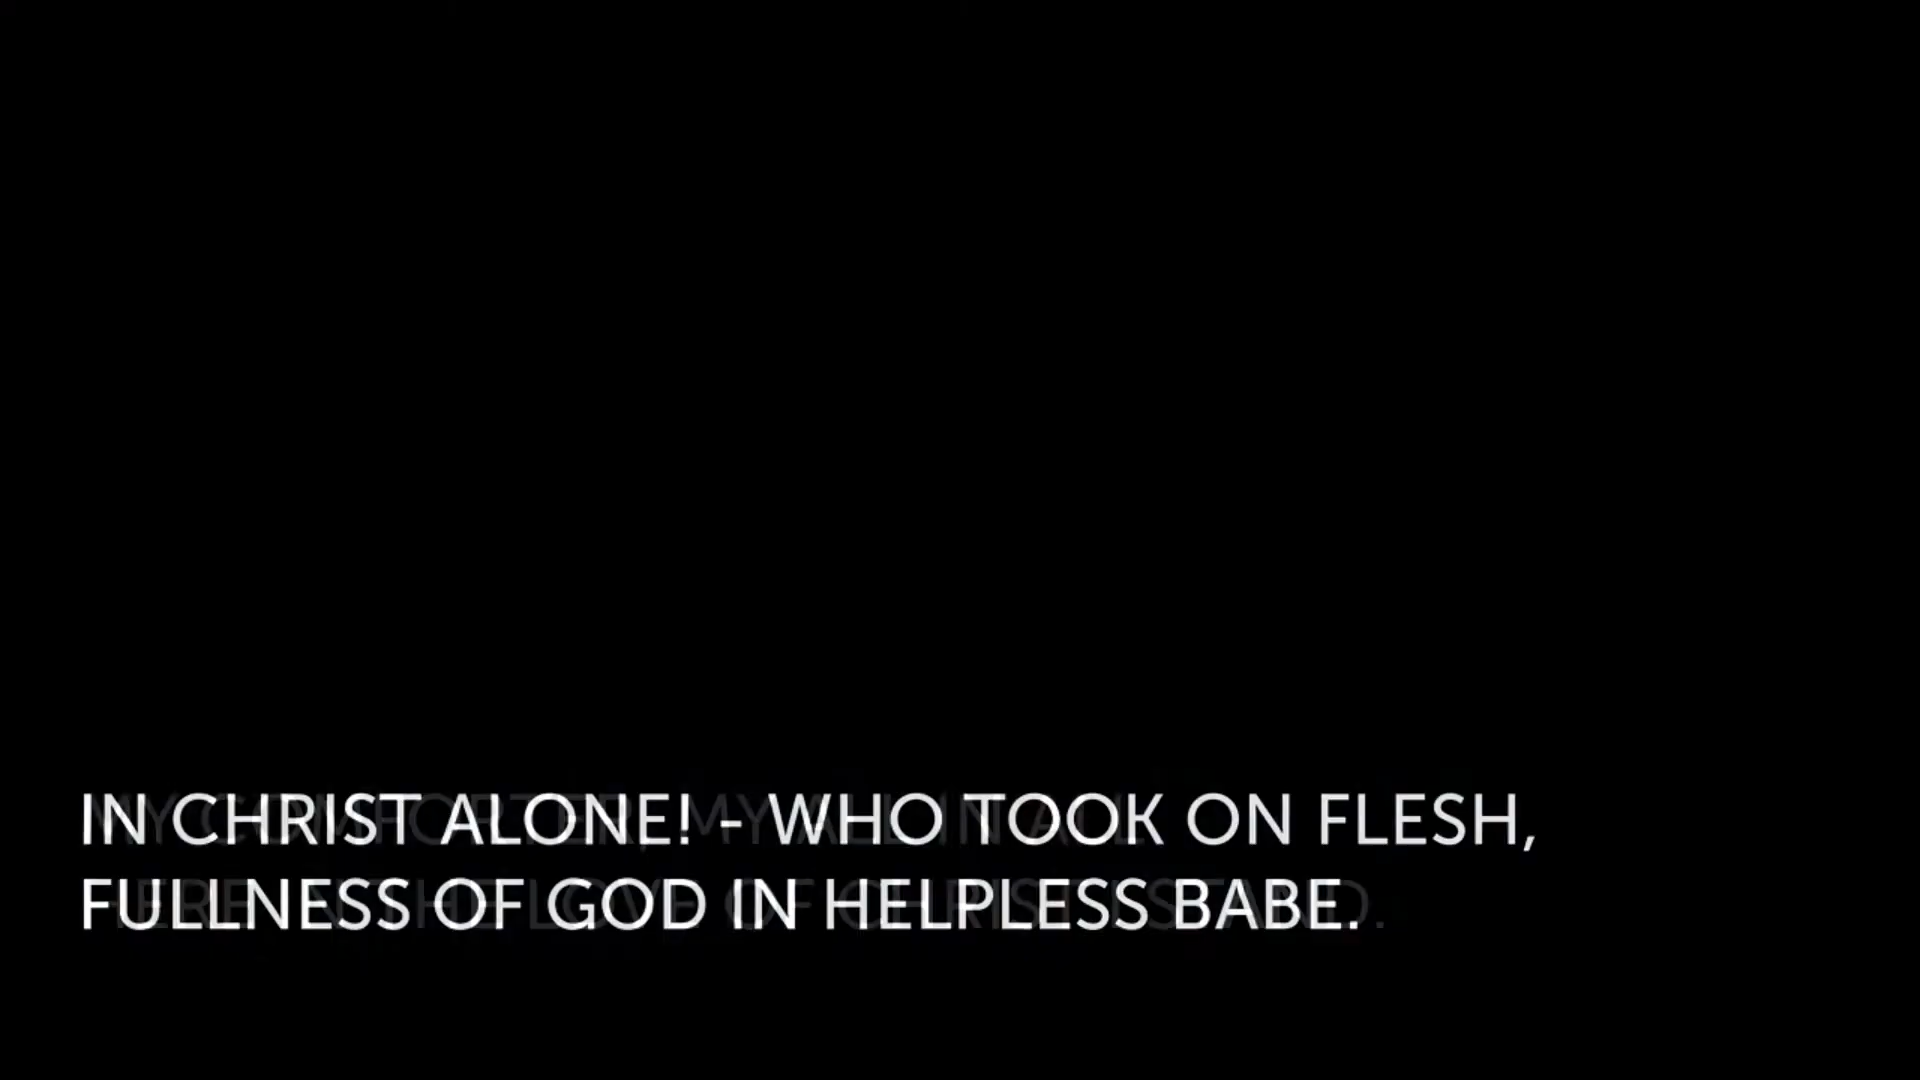 IN CHRIST ALONE! - WHO TOOK ON FLESH,
FULLNESS OF GOD IN HELPLESS BABE.